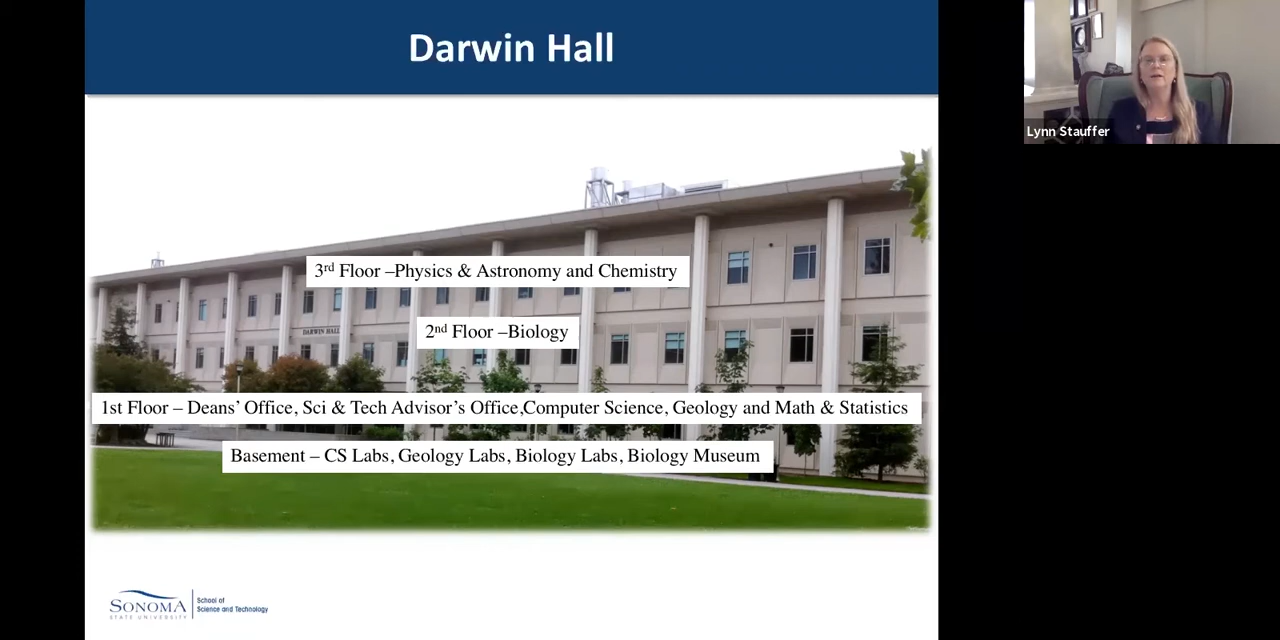 Darwin Hall
Lynn Stauffer
3rd Floor –Physics & Astronomy and Chemistry
DARWIN HALL
2nd Floor –Biology
1st Floor – Deans’ Office, Sci & Tech Advisor’s Office,Computer Science, Geology and Math & Statistics
Basement – CS Labs, Geology Labs, Biology Labs, Biology Museum
SONOMA
STATE UNIVERSITY
School of
Science and Technology